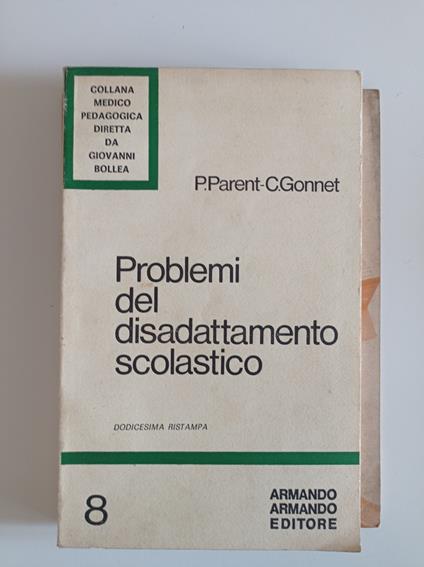 COLLANA
MEDICO
PEDAGOGICA
DIRETTA
DA
GIOVANNI
BOLLEA
P.Parent-C.Gonnet
Problemi
del
disadattamento
scolastico
DODICESIMA RISTAMPA
8
ARMANDO
ARMANDO
EDITORE